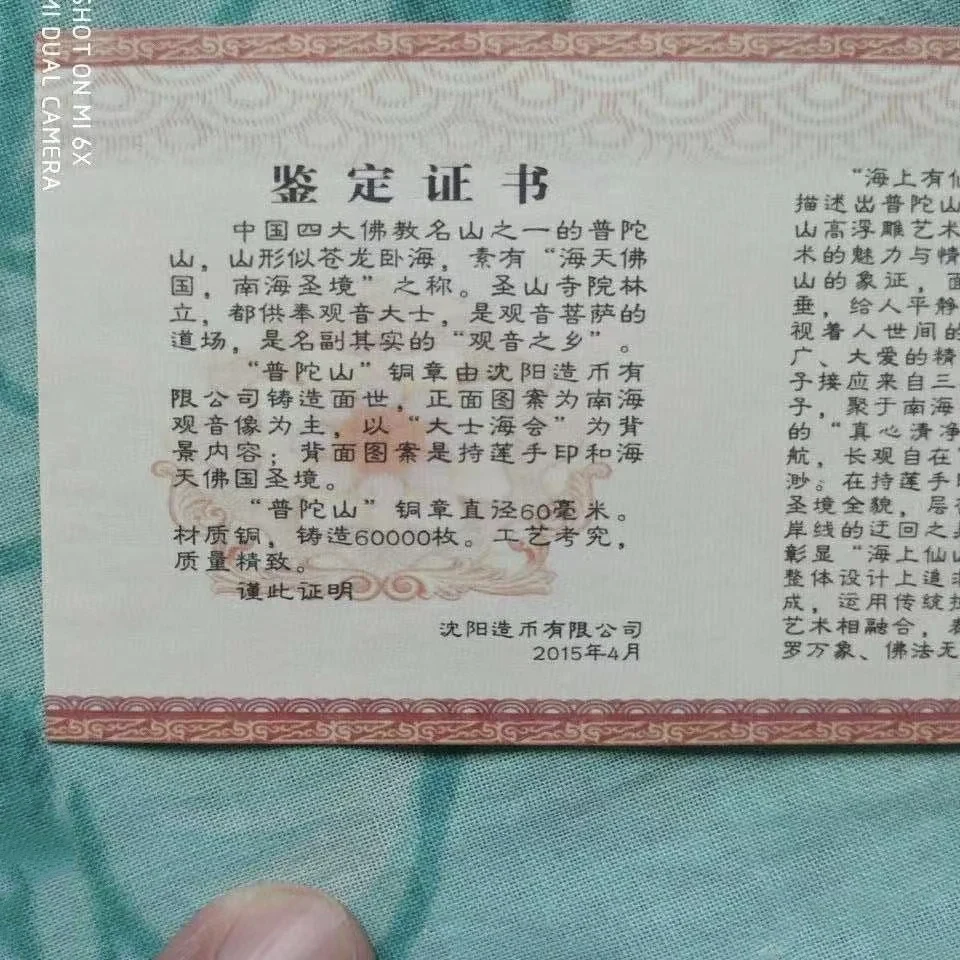 SHOT ON MI 6X
MI DUAL CAMERA
鉴定证书
中国四大佛教名山之一的普陀
山，山形似苍龙卧海，素有“海天佛
国，南海圣境”之称。圣山寺院林
立，都供奉观音大士，是观音菩萨的
道场，是名副其实的“观音之乡”。
“普陀山”铜章由沈阳造币有
限公司铸造面世，正面图案为南海
观音像为主，以“大士海会”为背
景内容；背面图案是持莲手印和海
天佛国圣境。
“普陀山”铜章直径60毫米。
材质铜，铸造60000枚。工艺考究，
质量精致。
谨此证明
沈阳造币有限公司
2015年4月
“海上有仙
描述出普陀山
山高浮雕艺术
术的魅力与情
山的象证，面
垂，给人平静
视着人世间的
广、大爱的精
子接应来自三
子，聚于南海
的“真心清净
航，长观自在
渺。在持莲手印
圣境全貌，层
岸线的迂回之
彰显“海上仙山
整体设计上追求
成，运用传统
艺术相融合，表
罗万象、佛法无